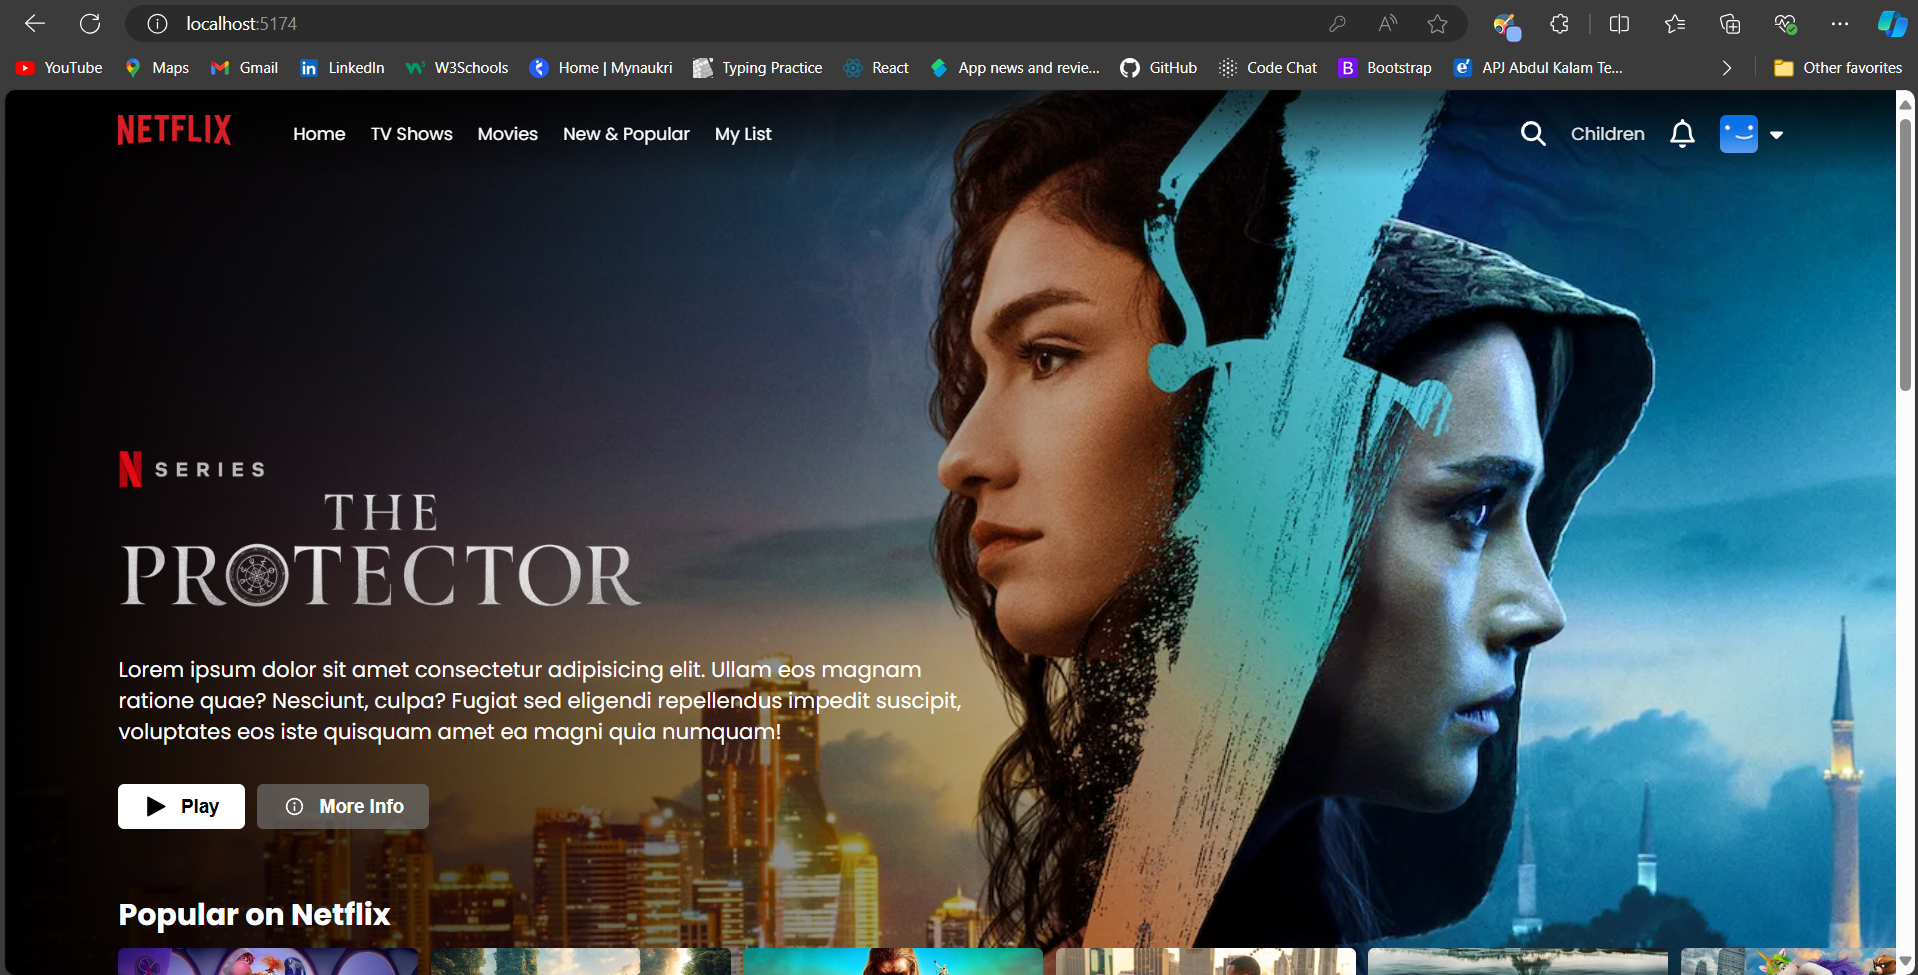 localhost:5174
YouTube Maps Gmail LinkedIn W3Schools Home | Mynaukri Typing Practice React App news and revie... GitHub Code Chat Bootstrap APJ Abdul Kalam Te... Other favorites
NETFLIX Home TV Shows Movies New & Popular My List Children
N SERIES
THE
PROTECTOR
Lorem ipsum dolor sit amet consectetur adipisicing elit. Ullam eos magnam
ratione quae? Nesciunt, culpa? Fugiat sed eligendi repellendus impedit suscipit,
voluptates eos iste quisquam amet ea magni quia numquam!
Play More Info
Popular on Netflix